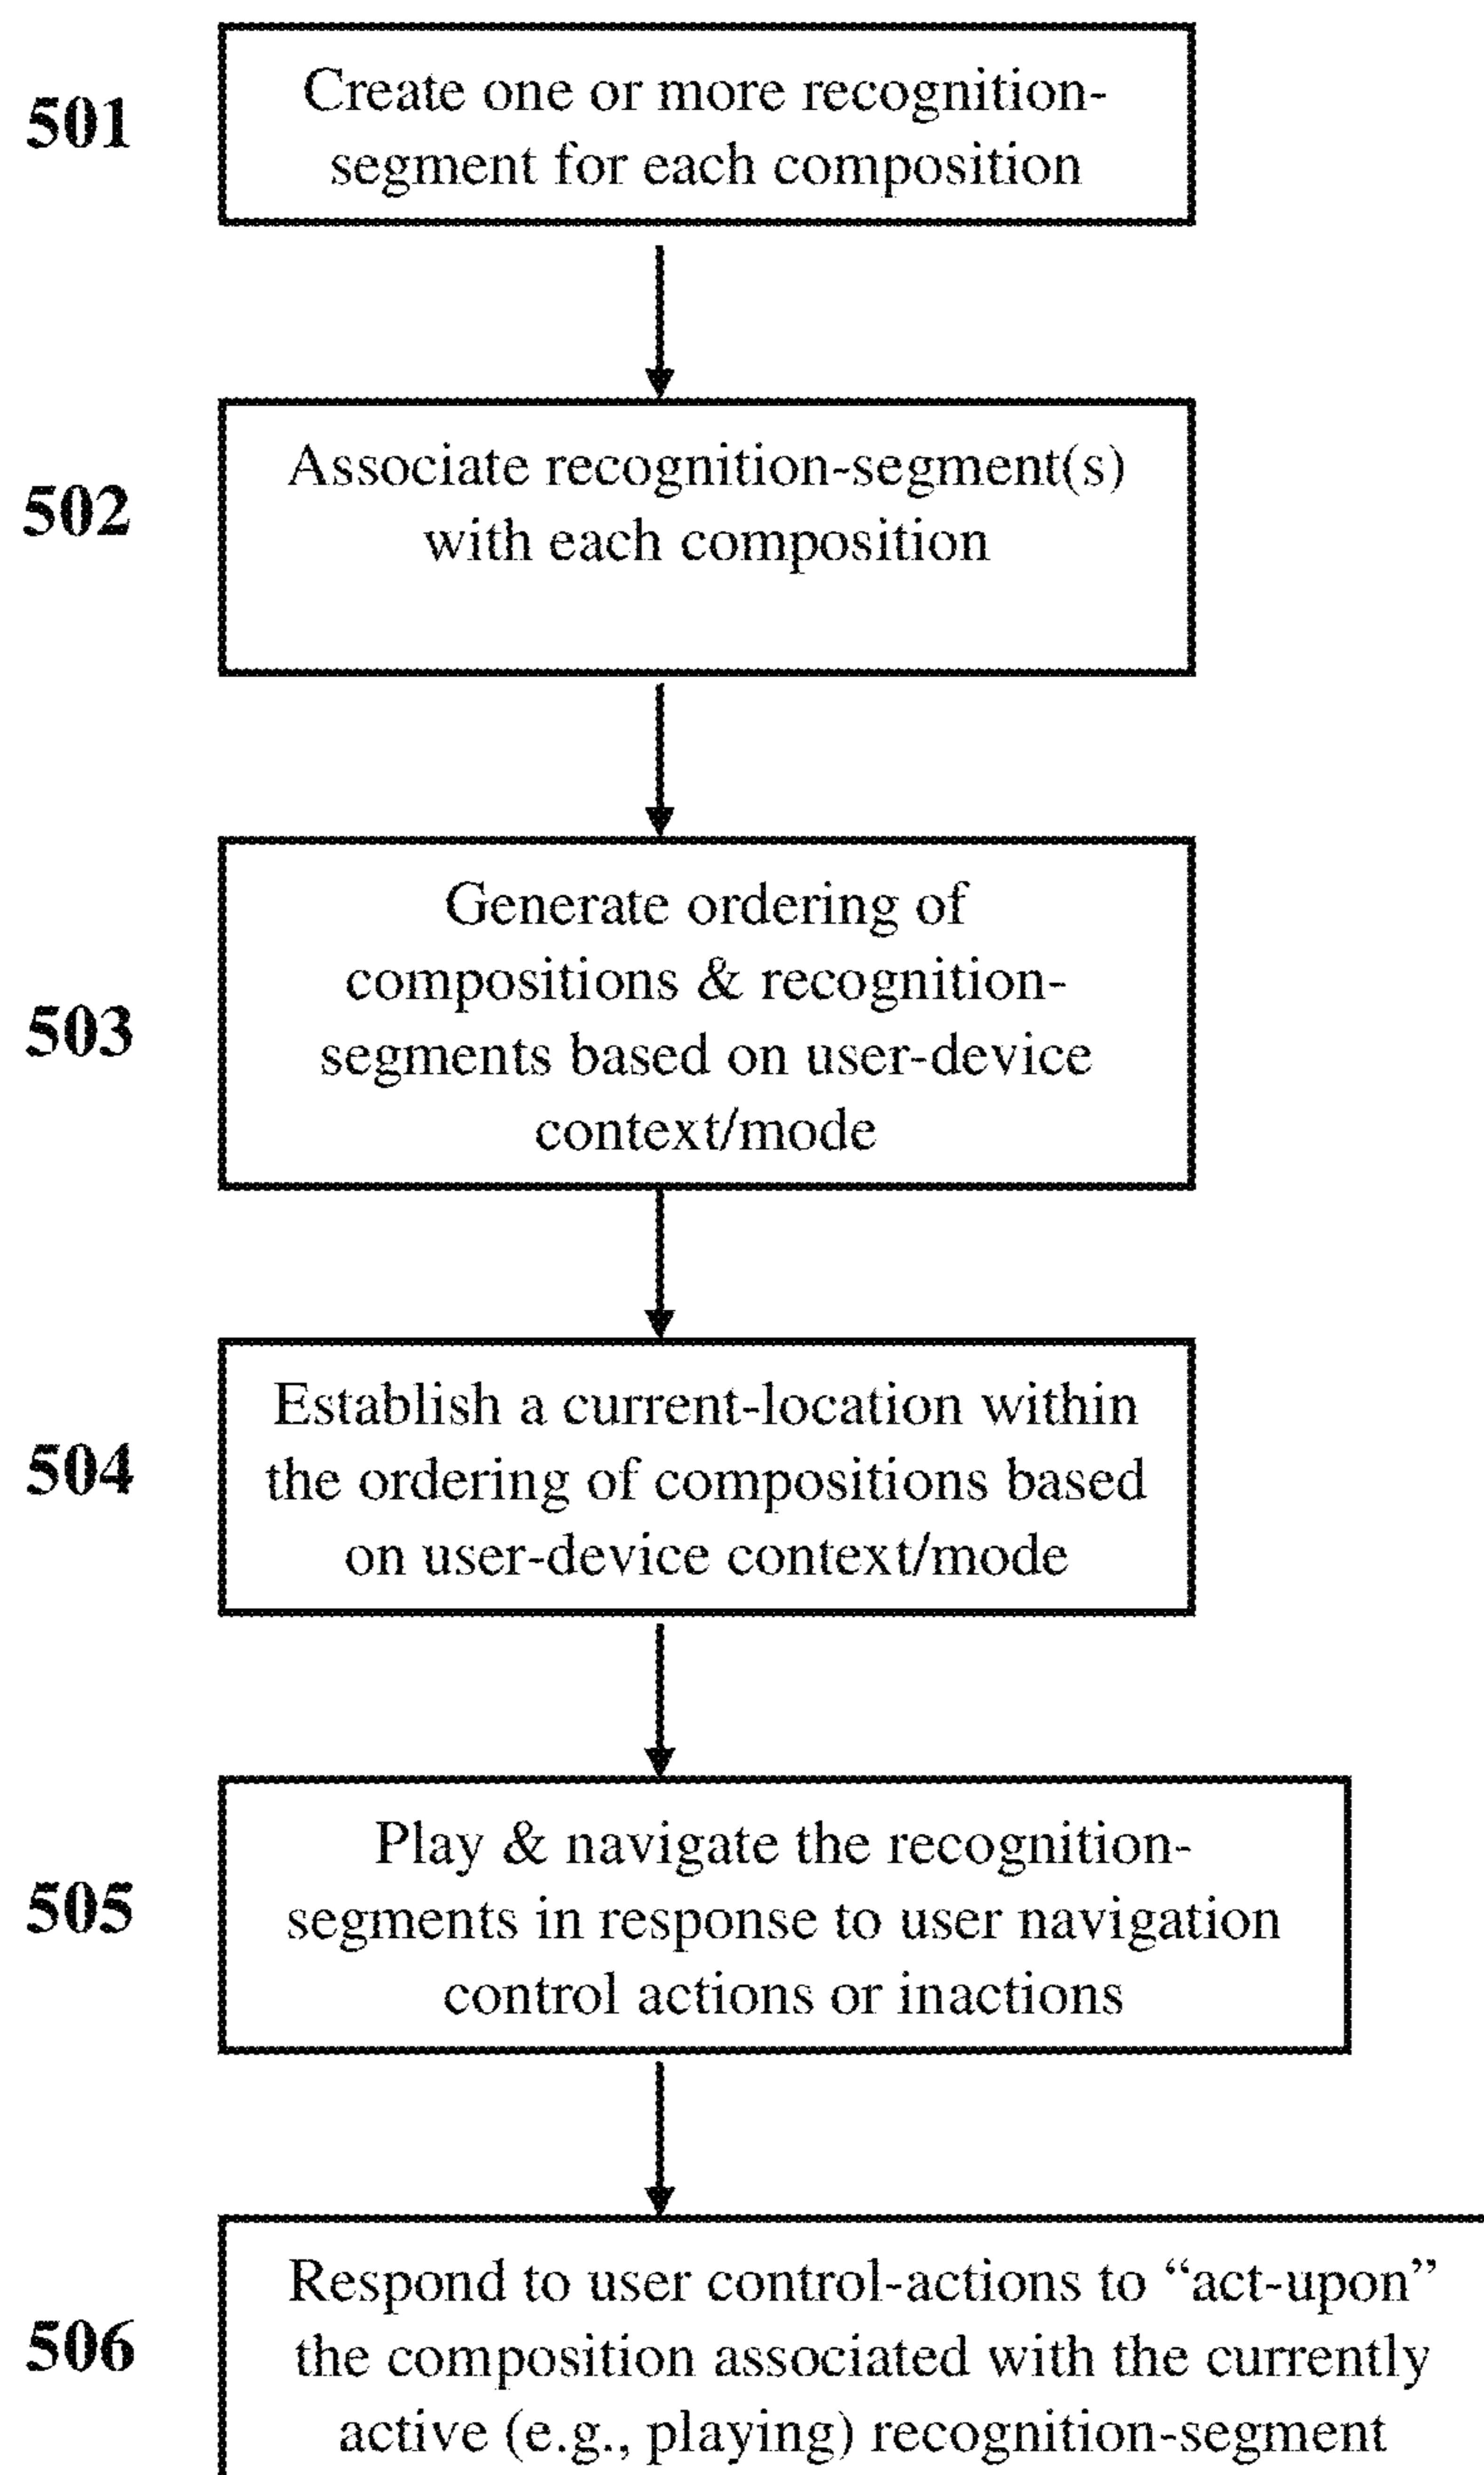 501
Create one or more recognition-
segment for each composition
502
Associate recognition-segment(s)
with each composition
503
Generate ordering of
compositions & recognition-
segments based on user-device
context/mode
504
Establish a current-location within
the ordering of compositions based
on user-device context/mode
505
Play & navigate the recognition-
segments in response to user navigation
control actions or inactions
506
Respond to user control-actions to “act-upon”
the composition associated with the currently
active (e.g., playing) recognition-segment